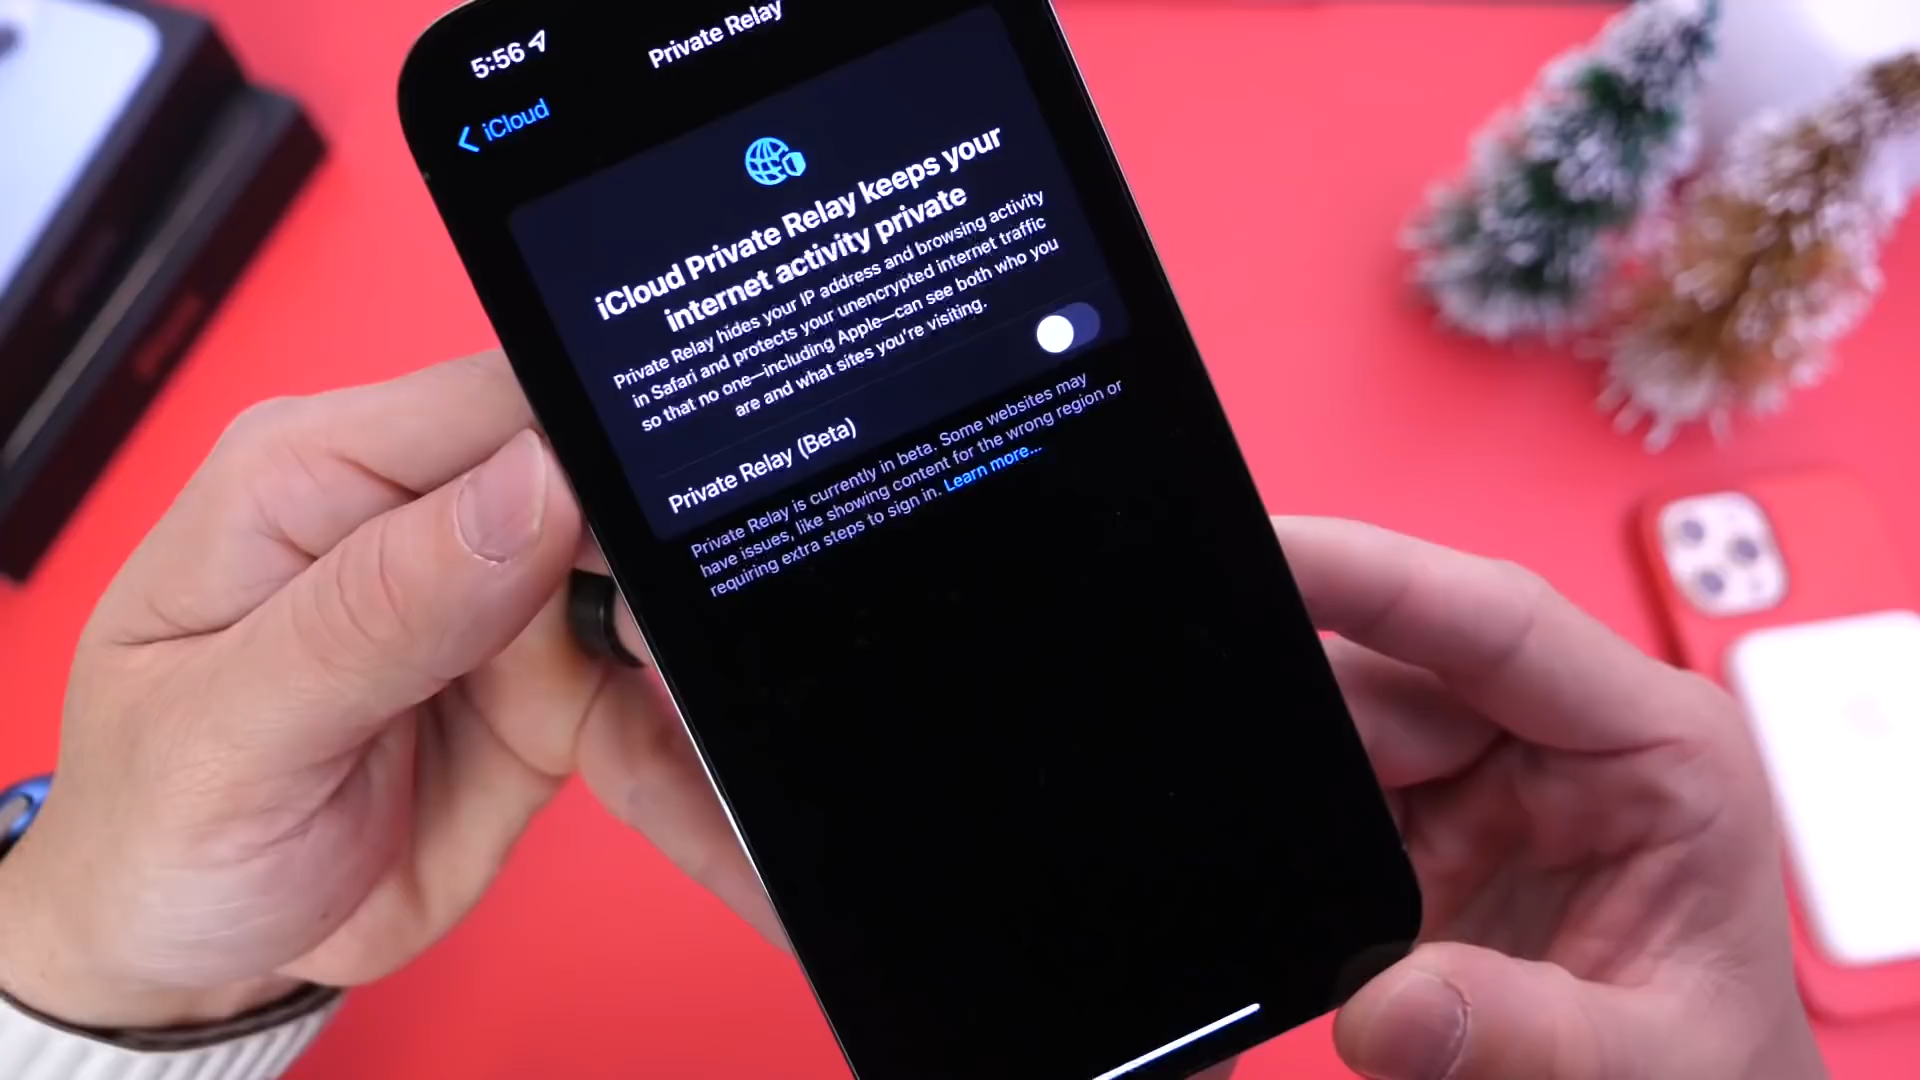 5:56
Private Relay
iCloud
iCloud Private Relay keeps your
internet activity private
Private Relay hides your IP address and browsing activity
in Safari and protects your unencrypted internet traffic
so that no one—including Apple—can see both who you
are and what sites you're visiting.
Private Relay (Beta)
Private Relay is currently in beta. Some websites may
have issues, like showing content for the wrong region or
requiring extra steps to sign in. Learn more...